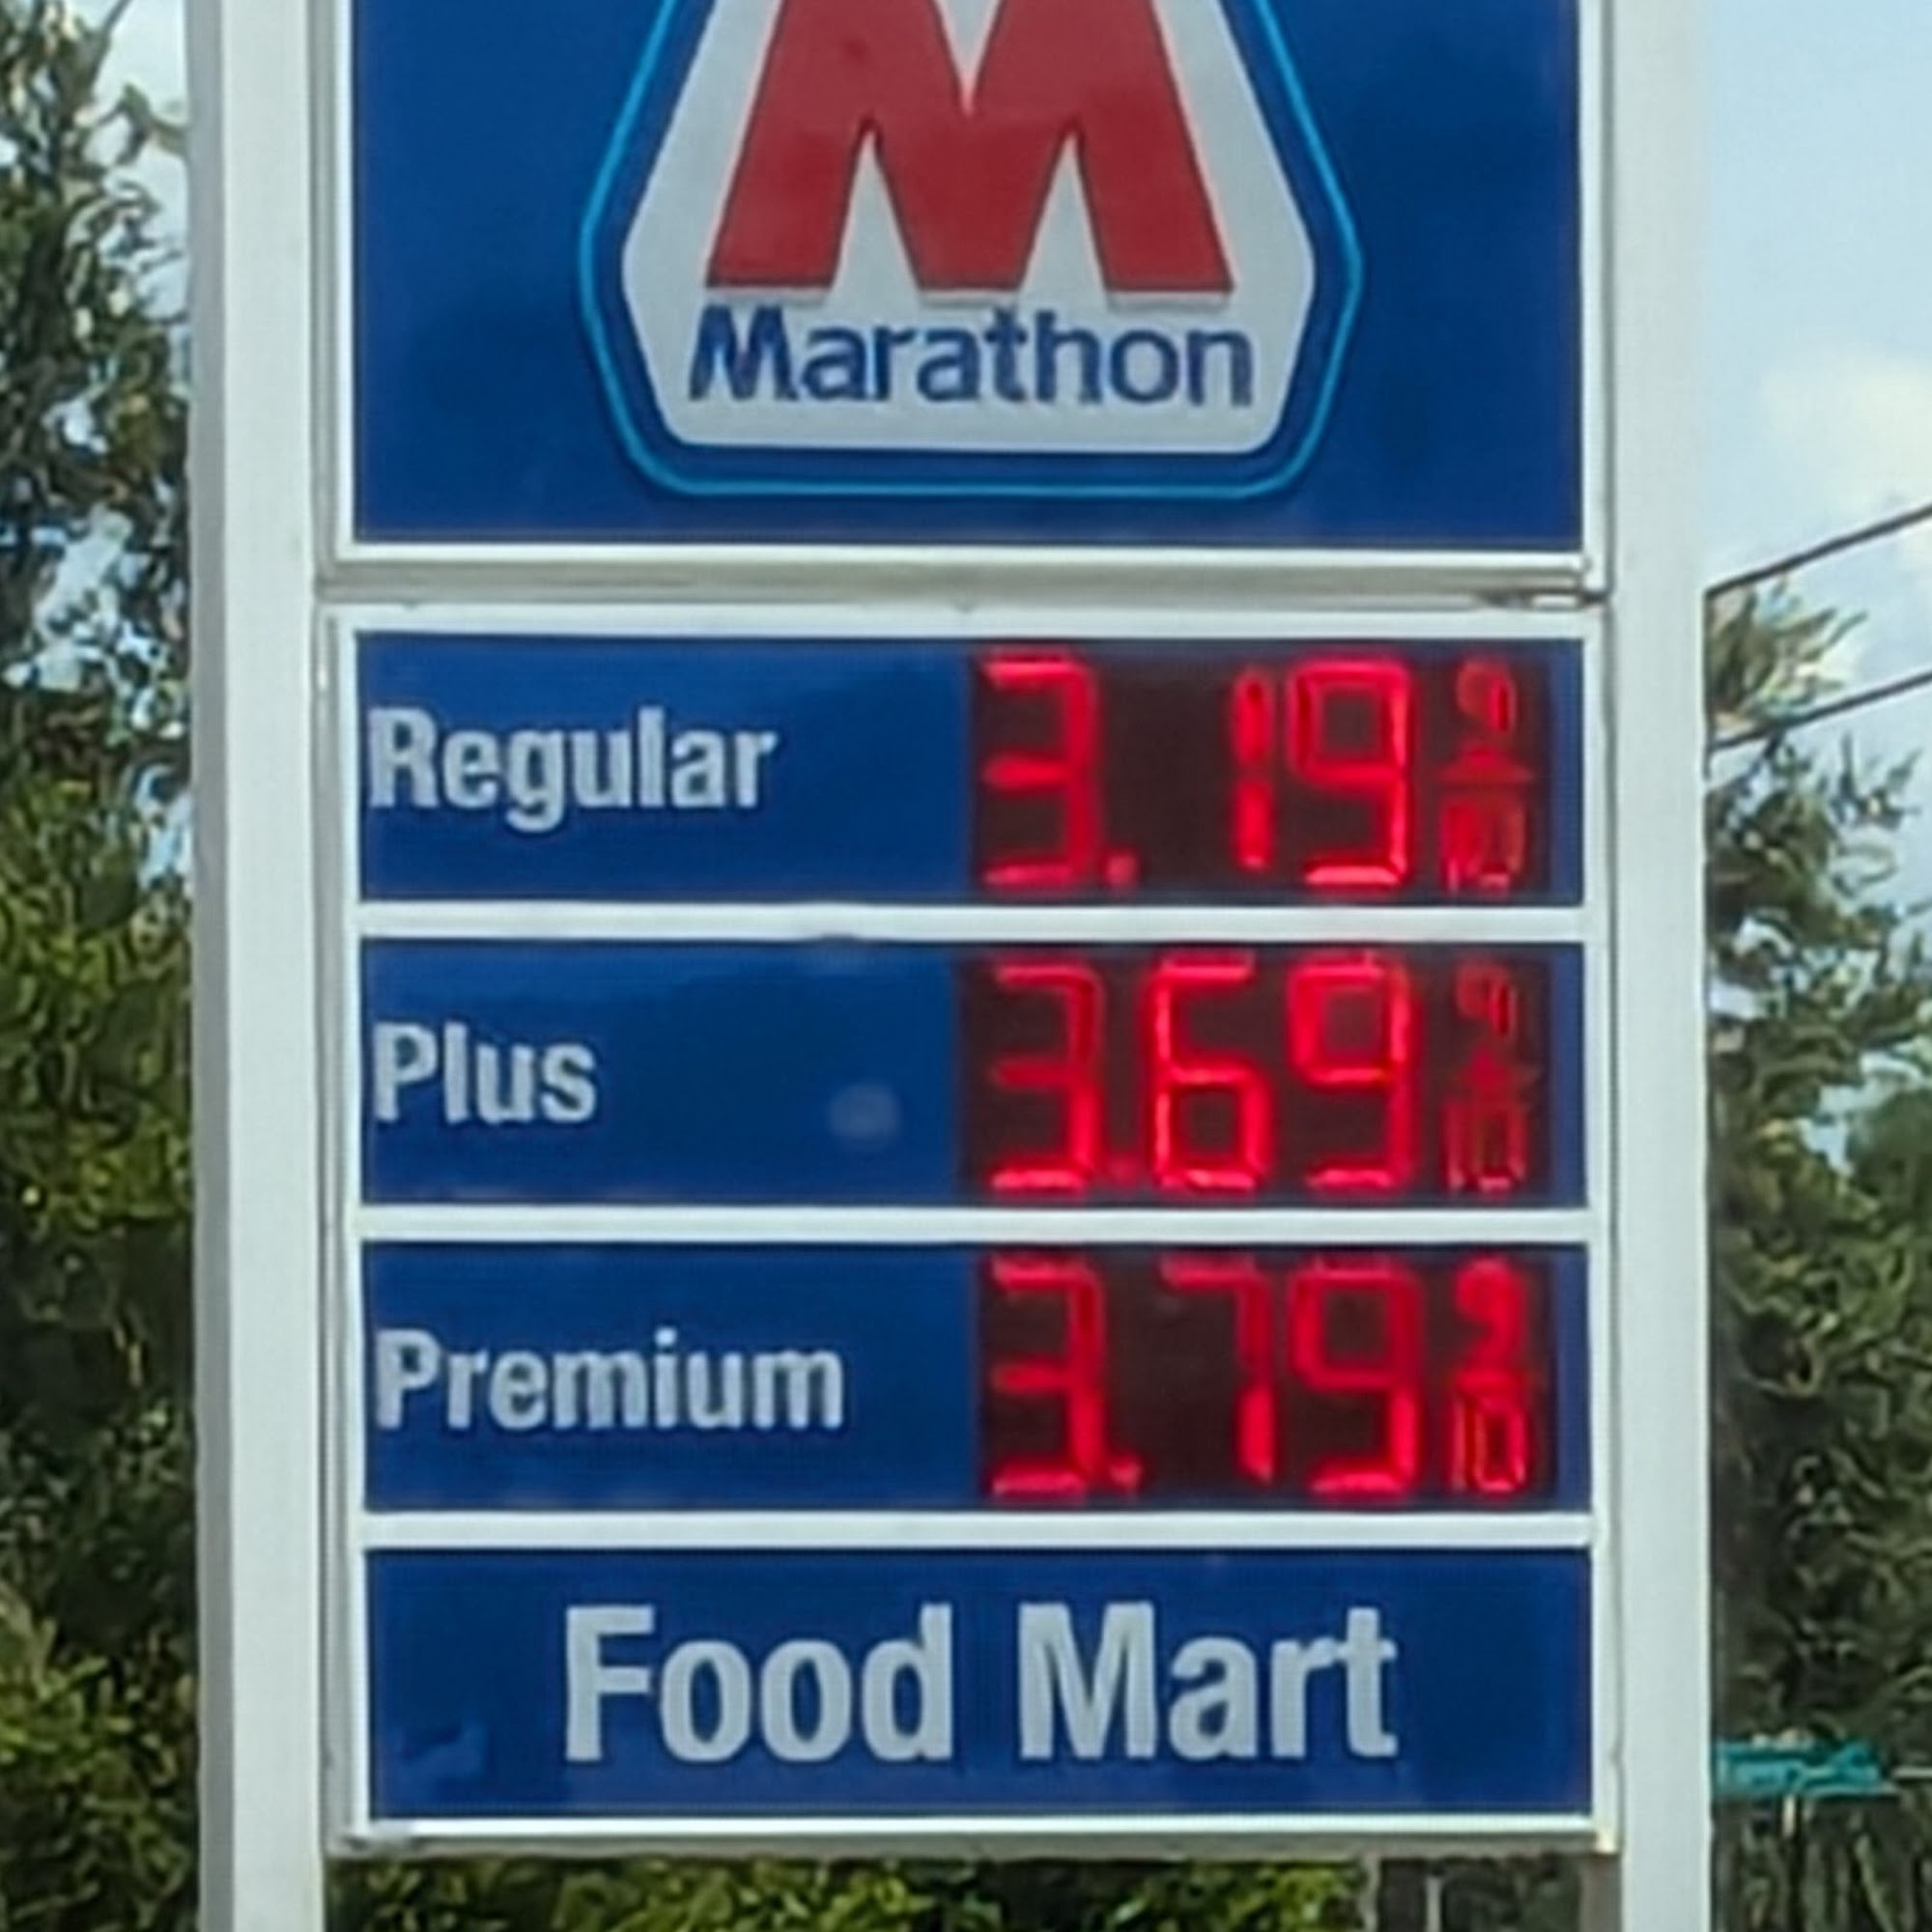 M
Marathon
Regular 3.19 9/10
Plus 3.69 9/10
Premium 3.79 9/10
Food Mart